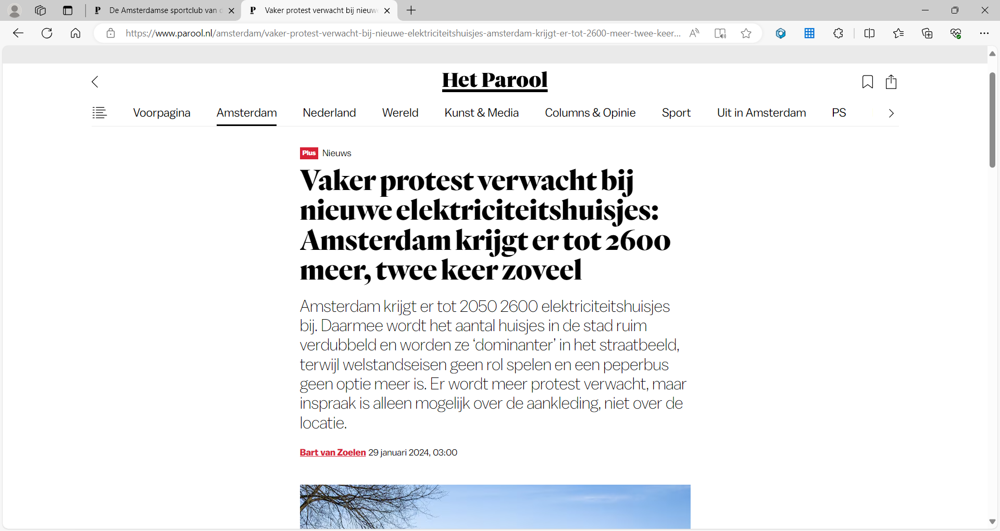 De Amsterdamse sportclub van d
Vaker protest verwacht bij nieuw
https://www.parool.nl/amsterdam/vaker-protest-verwacht-bij-nieuwe-elektriciteitshuisjes-amsterdam-krijgt-er-tot-2600-meer-twee-keer...
Het Parool
Voorpagina Amsterdam Nederland Wereld Kunst & Media Columns & Opinie Sport Uit in Amsterdam PS
Plus Nieuws
Vaker protest verwacht bij
nieuwe elektriciteitshuisjes:
Amsterdam krijgt er tot 2600
meer, twee keer zoveel
Amsterdam krijgt er tot 2050 2600 elektriciteitshuisjes
bij. Daarmee wordt het aantal huisjes in de stad ruim
verdubbeld en worden ze ‘dominanter’ in het straatbeeld,
terwijl welstandseisen geen rol spelen en een peperbus
geen optie meer is. Er wordt meer protest verwacht, maar
inspraak is alleen mogelijk over de aankleding, niet over de
locatie.
Bart van Zoelen 29 januari 2024, 03:00